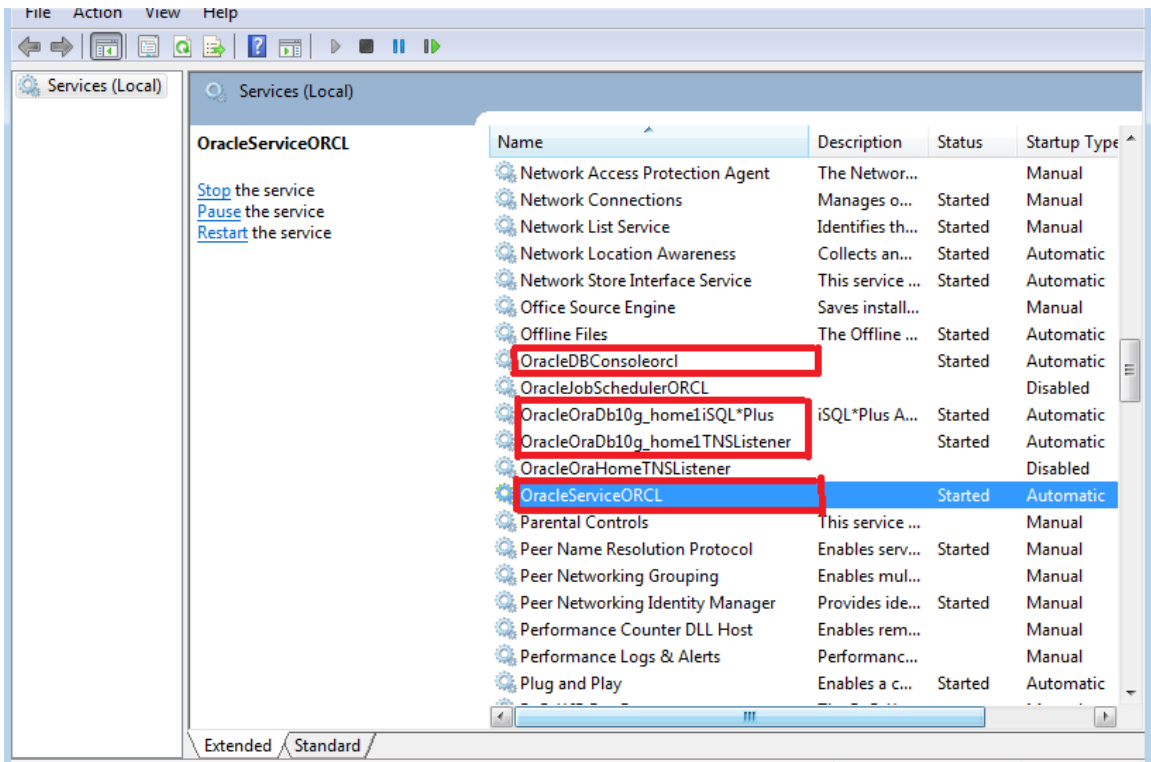 File Action View Help
Services (Local)
Services (Local)
OracleServiceORCL
Stop the service
Pause the service
Restart the service
Name Description Status Startup Type
Network Access Protection Agent The Networ... Manual
Network Connections Manages o... Started Manual
Network List Service Identifies th... Started Manual
Network Location Awareness Collects an... Started Automatic
Network Store Interface Service This service ... Started Automatic
Office Source Engine Saves install... Manual
Offline Files The Offline ... Started Automatic
OracleDBConsoleorcl Started Automatic
OracleJobSchedulerORCL Disabled
OracleOraDb10g_home1iSQL*Plus iSQL*Plus A... Started Automatic
OracleOraDb10g_home1TNSListener Started Automatic
OracleOraHomeTNSListener Disabled
OracleServiceORCL Started Automatic
Parental Controls This service ... Manual
Peer Name Resolution Protocol Enables serv... Started Manual
Peer Networking Grouping Enables mul... Manual
Peer Networking Identity Manager Provides ide... Started Manual
Performance Counter DLL Host Enables rem... Manual
Performance Logs & Alerts Performanc... Manual
Plug and Play Enables a c... Started Automatic
Extended Standard